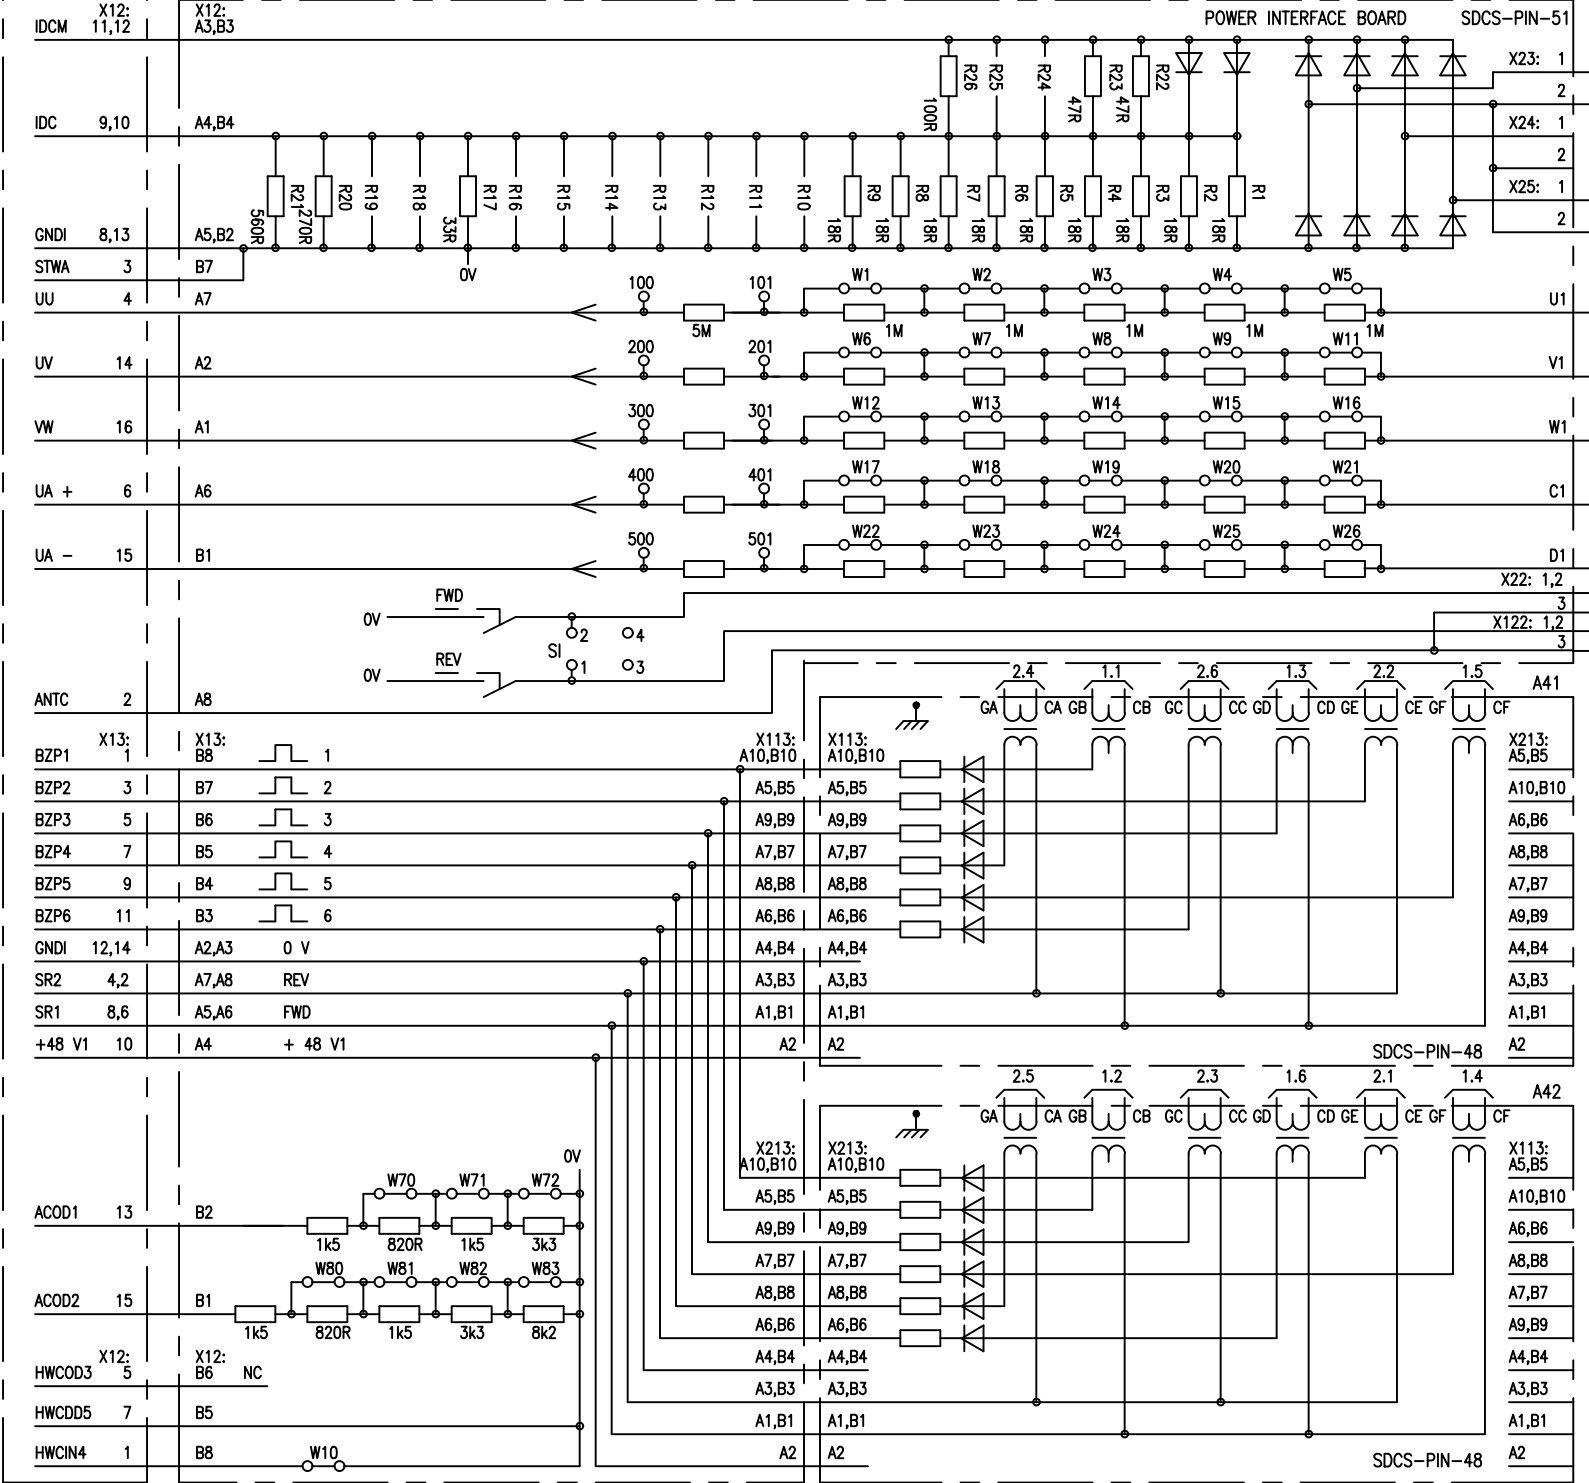 X12: X12: POWER INTERFACE BOARD SDCS-PIN-51
IDCM 11,12 A3,B3
X23: 1
2
R26 R25 R24 R23 R22
100R 47R 47R
IDC 9,10 A4,B4
X24: 1
2
X25: 1
2
R21 R20 R19 R18 R17 R16 R15 R14 R13 R12 R11 R10 R9 R8 R7 R6 R5 R4 R3 R2 R1
560R 270R 33R 18R 18R 18R 18R 18R 18R 18R 18R 18R
GNDI 8,13 A5,B2
STWA 3 B7 0V
100 101 W1 W2 W3 W4 W5
UU 4 A7 U1
5M 1M 1M 1M 1M 1M
200 201 W6 W7 W8 W9 W11
UV 14 A2 V1
300 301 W12 W13 W14 W15 W16
VW 16 A1 W1
400 401 W17 W18 W19 W20 W21
UA + 6 A6 C1
500 501 W22 W23 W24 W25 W26
UA - 15 B1 D1
X22: 1,2
3
X122: 1,2
3
0V FWD
SI 2 4
1 3
0V REV
ANTC 2 A8
2.4 1.1 2.6 1.3 2.2 1.5 A41
GA CA GB CB GC CC GD CD GE CE GF CF
X13: X13: X113: X113: X213:
BZP1 1 B8 1 A10,B10 A10,B10 A5,B5
BZP2 3 B7 2 A5,B5 A5,B5 A10,B10
BZP3 5 B6 3 A9,B9 A9,B9 A6,B6
BZP4 7 B5 4 A7,B7 A7,B7 A8,B8
BZP5 9 B4 5 A8,B8 A8,B8 A7,B7
BZP6 11 B3 6 A6,B6 A6,B6 A9,B9
GNDI 12,14 A2,A3 0 V A4,B4 A4,B4 A4,B4
SR2 4,2 A7,A8 REV A3,B3 A3,B3 A3,B3
SR1 8,6 A5,A6 FWD A1,B1 A1,B1 A1,B1
+48 V1 10 A4 + 48 V1 A2 A2 SDCS-PIN-48 A2
2.5 1.2 2.3 1.6 2.1 1.4 A42
GA CA GB CB GC CC GD CD GE CE GF CF
X213: X213: X113:
A10,B10 A10,B10 A5,B5
0V
W70 W71 W72
A5,B5 A5,B5 A10,B10
ACOD1 13 B2
1k5 820R 1k5 3k3
A9,B9 A9,B9 A6,B6
A7,B7 A7,B7 A8,B8
W80 W81 W82 W83
A8,B8 A8,B8 A7,B7
ACOD2 15 B1
1k5 820R 1k5 3k3 8k2
A6,B6 A6,B6 A9,B9
X12: X12:
A4,B4 A4,B4 A4,B4
HWCOD3 5 B6 NC
A3,B3 A3,B3 A3,B3
HWCDD5 7 B5
A1,B1 A1,B1 A1,B1
HWCIN4 1 B8 W10
A2 A2 SDCS-PIN-48 A2